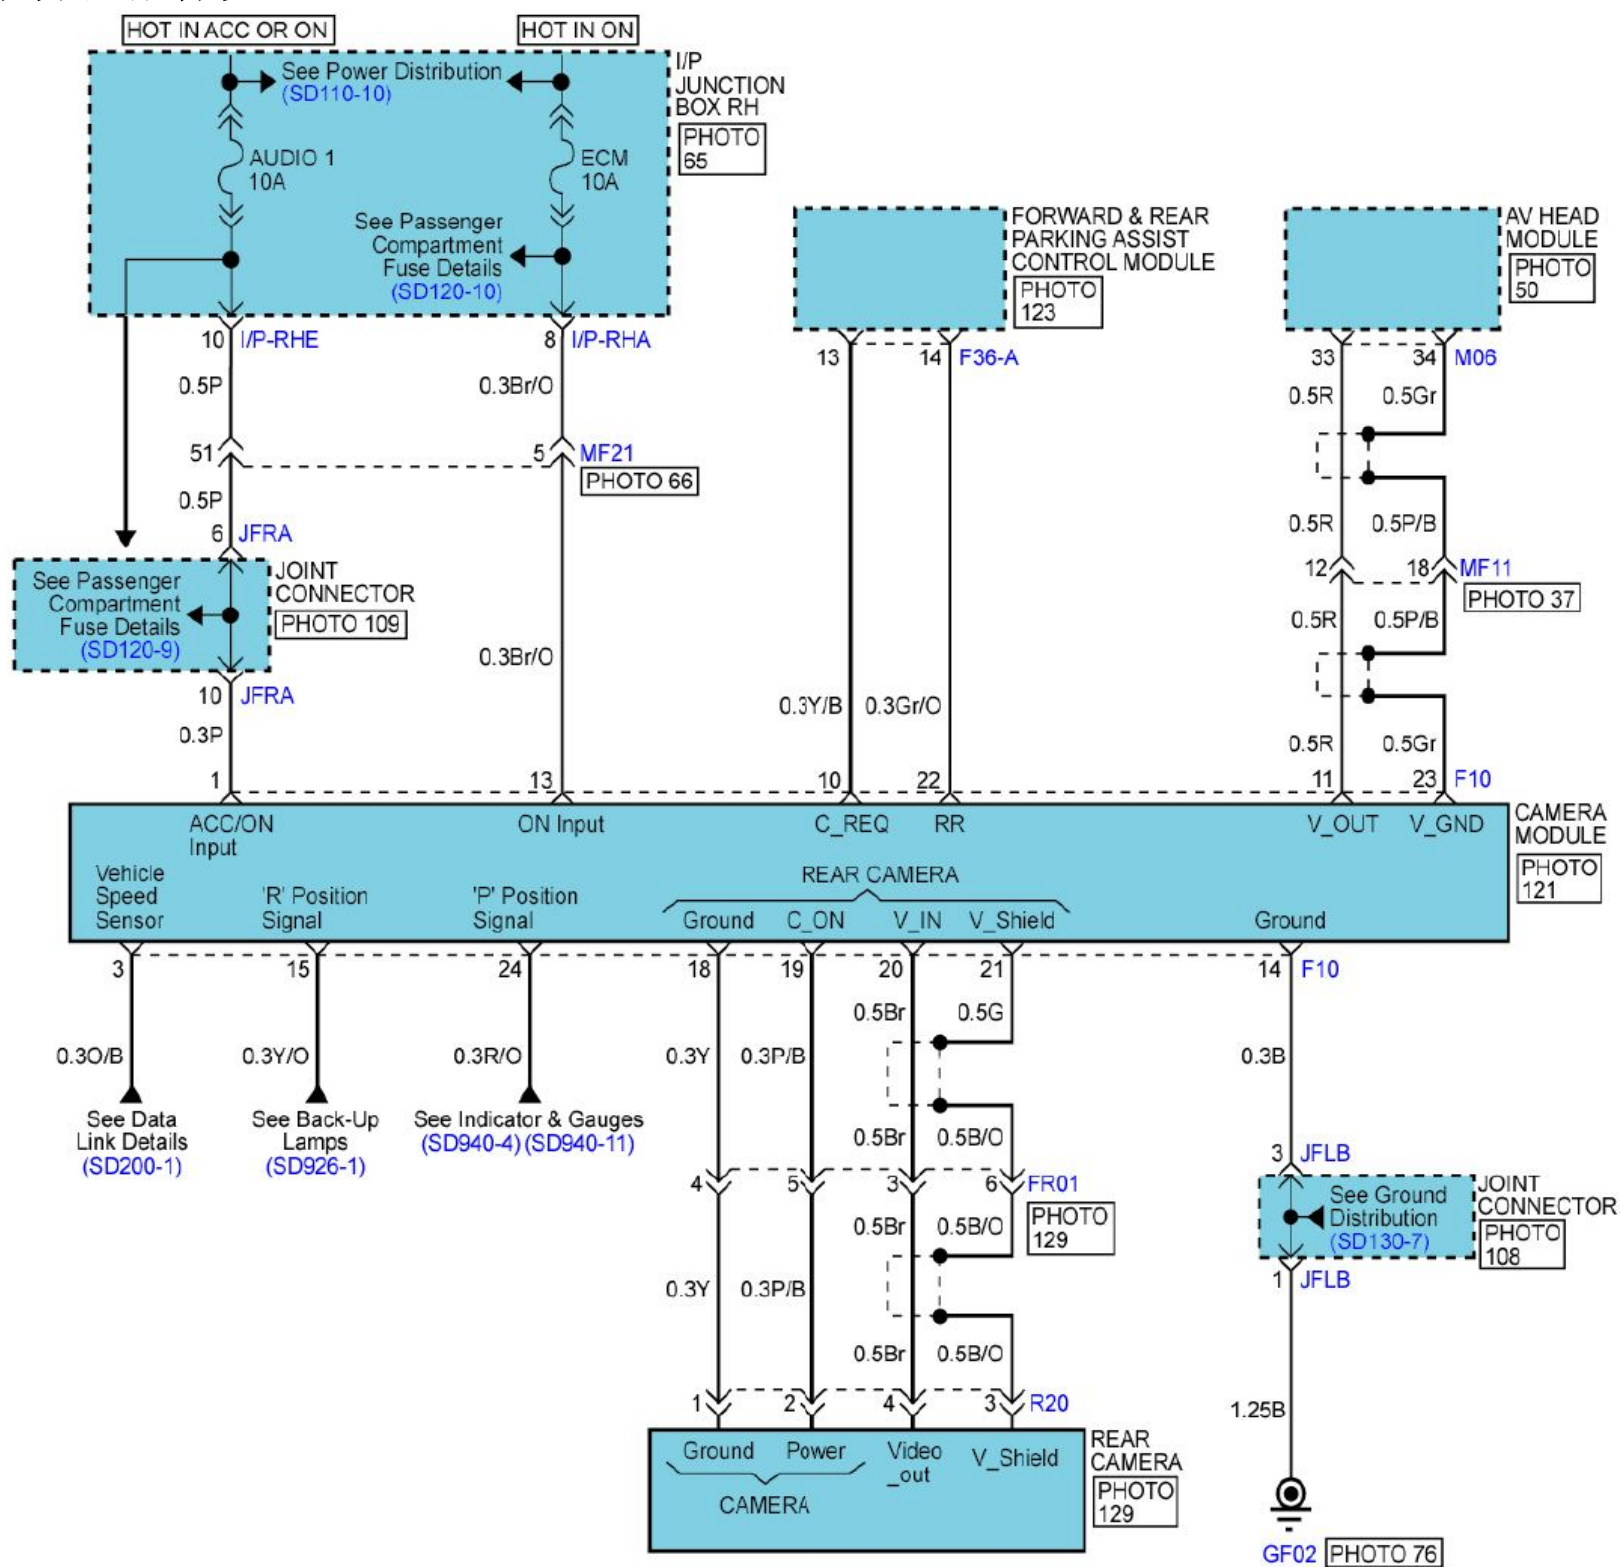 HOT IN ACC OR ON
HOT IN ON
See Power Distribution
(SD110-10)
I/P
JUNCTION
BOX RH
PHOTO
65
AUDIO 1
10A
ECM
10A
See Passenger
Compartment
Fuse Details
(SD120-10)
FORWARD & REAR
PARKING ASSIST
CONTROL MODULE
PHOTO
123
AV HEAD
MODULE
PHOTO
50
10 I/P-RHE
8 I/P-RHA
13
14 F36-A
33
34 M06
0.5P
0.3Br/O
0.5R
0.5Gr
51
5 MF21
PHOTO 66
0.5P
6 JFRA
0.5R
0.5P/B
12
18 MF11
PHOTO 37
See Passenger
Compartment
Fuse Details
(SD120-9)
JOINT
CONNECTOR
PHOTO 109
0.5R
0.5P/B
0.3Br/O
10 JFRA
0.3Y/B
0.3Gr/O
0.3P
0.5R
0.5Gr
1
13
10
22
11
23 F10
ACC/ON
Input
ON Input
C_REQ
RR
V_OUT
V_GND
CAMERA
MODULE
PHOTO
121
Vehicle
Speed
Sensor
'R' Position
Signal
'P' Position
Signal
REAR CAMERA
Ground
C_ON
V_IN
V_Shield
Ground
3
15
24
18
19
20
21
14 F10
0.5Br
0.5G
0.3O/B
0.3Y/O
0.3R/O
0.3Y
0.3P/B
0.3B
See Data
Link Details
(SD200-1)
See Back-Up
Lamps
(SD926-1)
See Indicator & Gauges
(SD940-4) (SD940-11)
0.5Br
0.5B/O
3 JFLB
4
5
3
6 FR01
PHOTO
129
See Ground
Distribution
(SD130-7)
JOINT
CONNECTOR
PHOTO
108
0.5Br
0.5B/O
0.3Y
0.3P/B
1 JFLB
0.5Br
0.5B/O
1
2
4
3 R20
1.25B
Ground
Power
Video
_out
V_Shield
CAMERA
REAR
CAMERA
PHOTO
129
GF02
PHOTO 76